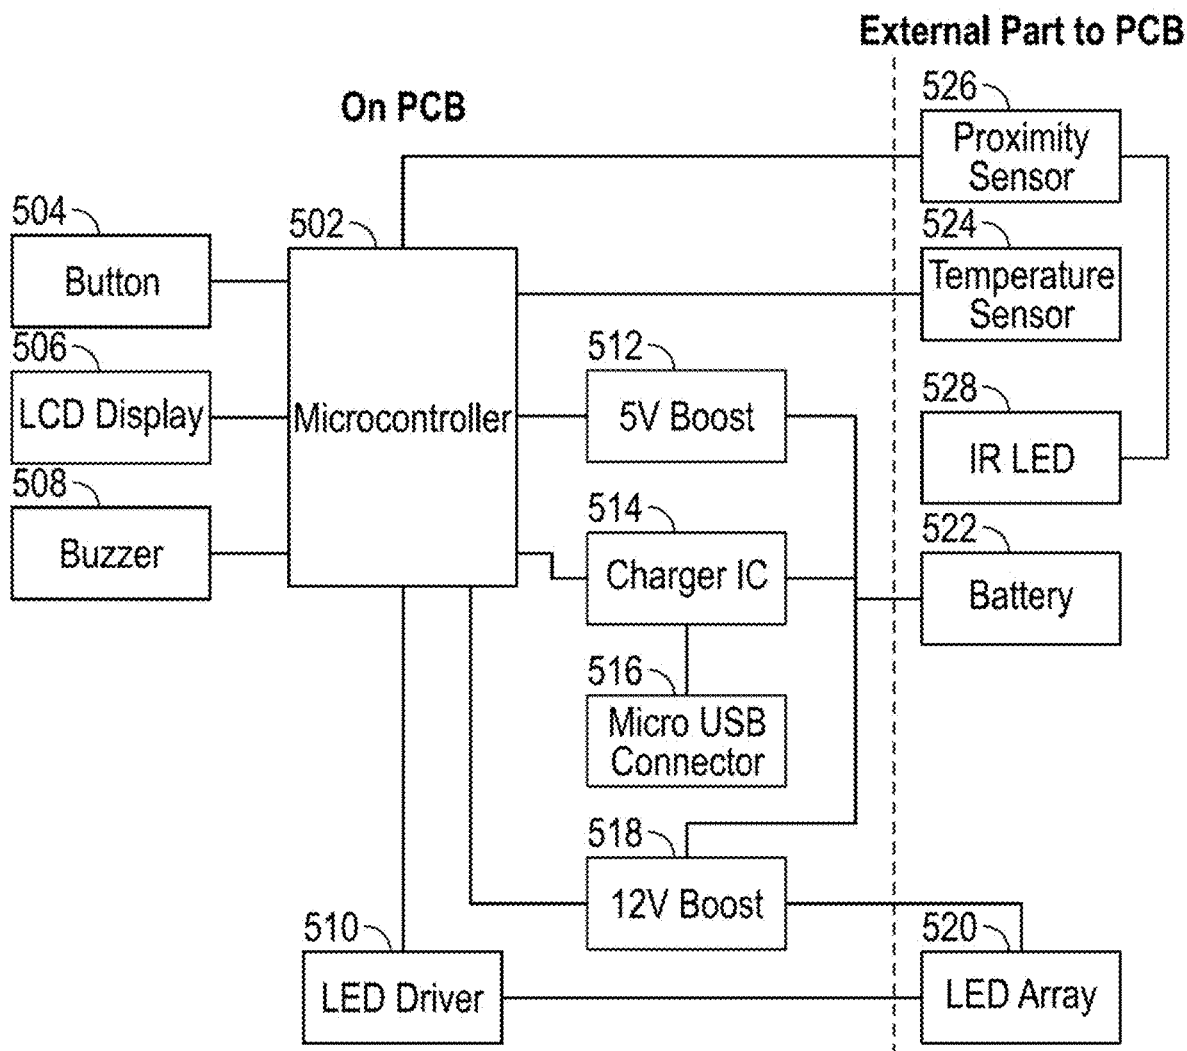 External Part to PCB
On PCB
526
Proximity
Sensor
504
Button
502
Microcontroller
524
Temperature
Sensor
506
LCD Display
512
5V Boost
528
IR LED
508
Buzzer
514
Charger IC
522
Battery
516
Micro USB
Connector
518
12V Boost
510
LED Driver
520
LED Array